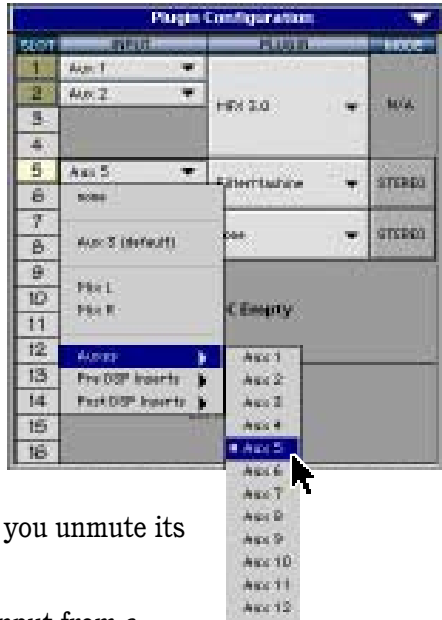 Plugin Configuration
SLOT INPUT PLUGIN MODE
1 Aux 1
2 Aux 2
3
4
MFX 2.0 N/A
5 Aux 5 STEREO
6 none
7
8 Aux 5 (default) STEREO
9
10 Mix L
11 Mix R
Empty
12 Auxes
13 Pre DSP Inserts
14 Post DSP Inserts
15
16
Aux 1
Aux 2
Aux 3
Aux 4
Aux 5
Aux 6
Aux 7
Aux 8
Aux 9
Aux 10
Aux 11
Aux 12
you unmute its